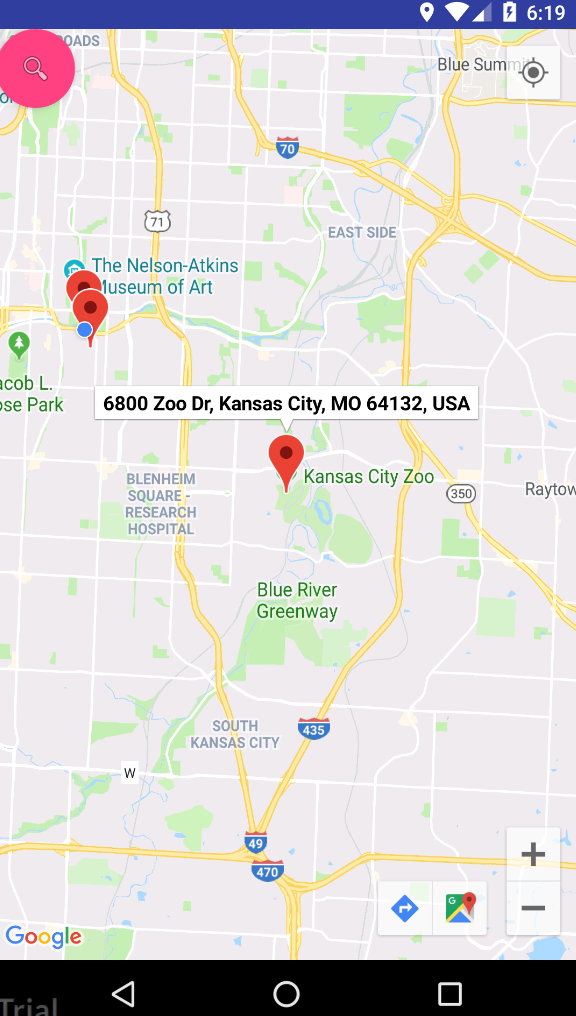 6:19
OADS
Blue Summit
70
71
EAST SIDE
The Nelson-Atkins
Museum of Art
acob L.
ose Park
6800 Zoo Dr, Kansas City, MO 64132, USA
Kansas City Zoo
BLENHEIM
SQUARE -
RESEARCH
HOSPITAL
350
Raytow
Blue River
Greenway
SOUTH
KANSAS CITY
435
W
49
470
G
Google
Trial